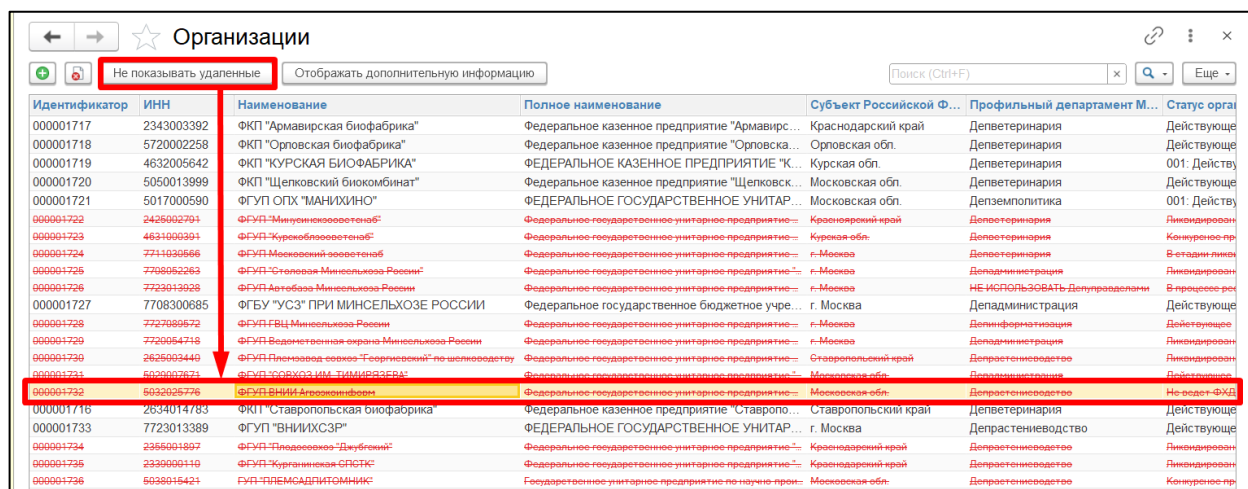 Организации
Не показывать удаленные Отображать дополнительную информацию Поиск (Ctrl+F) Еще
Идентификатор ИНН Наименование Полное наименование Субъект Российской Ф... Профильный департамент М... Статус орган
000001717 2343003392 ФКП "Армавирская биофабрика" Федеральное казенное предприятие "Армавирс... Краснодарский край Депветеринария Действующе
000001718 5720002258 ФКП "Орловская биофабрика" Федеральное казенное предприятие "Орловска... Орловская обл. Депветеринария Действующе
000001719 4632005642 ФКП "КУРСКАЯ БИОФАБРИКА" ФЕДЕРАЛЬНОЕ КАЗЕННОЕ ПРЕДПРИЯТИЕ "К... Курская обл. Депветеринария 001: Действу
000001720 5050013999 ФКП "Щелковский биокомбинат" Федеральное казенное предприятие "Щелковск... Московская обл. Депветеринария Действующе
000001721 5017000590 ФГУП ОПХ "МАНИХИНО" ФЕДЕРАЛЬНОЕ ГОСУДАРСТВЕННОЕ УНИТАР... Московская обл. Депземполитика 001: Действу
000001722 2425002791 ФГУП "Минусинскзооветснаб" Федеральное государственное унитарное предприятие ... Красноярский край Депветеринария Ликвидирован
000001723 4631000391 ФГУП "Курскоблзооветснаб" Федеральное государственное унитарное предприятие ... Курская обл. Депветеринария Конкурсное пр
000001724 7711030566 ФГУП Московский зооветснаб Федеральное государственное унитарное предприятие ... г. Москва Депветеринария В стадии ликви
000001725 7708052263 ФГУП "Столовая Минсельхоза России" Федеральное государственное унитарное предприятие "... г. Москва Депадминистрация Ликвидирован
000001726 7723013928 ФГУП Автобаза Минсельхоза России Федеральное государственное унитарное предприятие ... г. Москва НЕ ИСПОЛЬЗОВАТЬ Депуправделами В процессе рео
000001727 7708300685 ФГБУ "УСЗ" ПРИ МИНСЕЛЬХОЗЕ РОССИИ Федеральное государственное бюджетное учре... г. Москва Депадминистрация Действующе
000001728 7727089572 ФГУП ГВЦ Минсельхоза России Федеральное государственное унитарное предприятие ... г. Москва Депинформатизация Действующее
000001729 7720054718 ФГУП Ведомственная охрана Минсельхоза России Федеральное государственное унитарное предприятие ... г. Москва Депадминистрация Ликвидирован
000001730 2625003440 ФГУП Племзавод совхоз "Георгиевский" по шелководству Федеральное государственное унитарное предприятие ... Ставропольский край Депрастениеводство Ликвидирован
000001731 5029007671 ФГУП "СОВХОЗ ИМ. ТИМИРЯЗЕВА" Федеральное государственное унитарное предприятие "... Московская обл. Депадминистрация Действующее
000001732 5032025776 ФГУП ВНИИ Агроэкоинформ Федеральное государственное унитарное предприятие ... Московская обл. Депрастениеводство Не ведет ФХД
000001716 2634014783 ФКП "Ставропольская биофабрика" Федеральное казенное предприятие "Ставропо... Ставропольский край Депветеринария Действующе
000001733 7723013389 ФГУП "ВНИИХСЗР" ФЕДЕРАЛЬНОЕ ГОСУДАРСТВЕННОЕ УНИТАР... г. Москва Депрастениеводство Действующе
000001734 2355001897 ФГУП "Плодосовхоз "Джубгский" Федеральное государственное унитарное предприятие "... Краснодарский край Депрастениеводство Ликвидирован
000001735 2339000110 ФГУП "Курганинская СПСТК" Федеральное государственное унитарное предприятие "... Краснодарский край Депрастениеводство Ликвидирован
000001736 5038015421 ГУП "ПЛЕМСАДПИТОМНИК" Государственное унитарное предприятие по научно-прои... Московская обл. Депрастениеводство Конкурсное пр